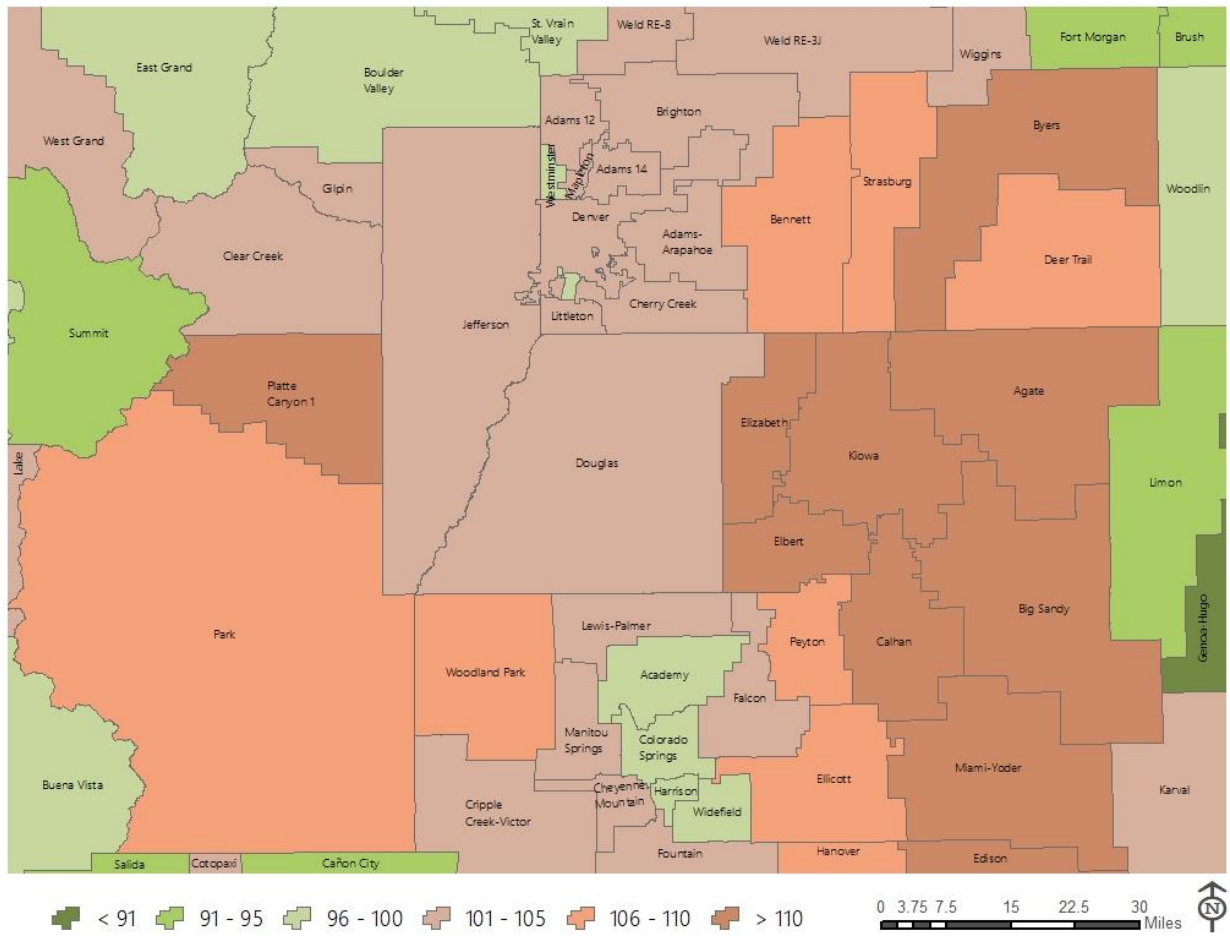 St. Vrain
Valley
Weld RE-8
Weld RE-3J
Wiggins
Fort Morgan
Brush
East Grand
Boulder
Valley
West Grand
Adams 12
Brighton
Byers
Gilpin
Westminster
Mapleton
Adams 14
Strasburg
Woodlin
Denver
Bennett
Clear Creek
Adams-
Arapahoe
Deer Trail
Summit
Jefferson
Littleton
Cherry Creek
Platte
Canyon 1
Elizabeth
Agate
Lake
Douglas
Kiowa
Limon
Elbert
Park
Lewis-Palmer
Big Sandy
Genoa-Hugo
Woodland Park
Academy
Peyton
Calhan
Falcon
Manitou
Springs
Colorado
Springs
Buena Vista
Cripple
Creek-Victor
Cheyenne
Mountain
Harrison
Widefield
Ellicott
Miami-Yoder
Karval
Salida
Cotopaxi
Cañon City
Fountain
Hanover
Edison
< 91
91 - 95
96 - 100
101 - 105
106 - 110
> 110
0 3.75 7.5 15 22.5 30
Miles
N